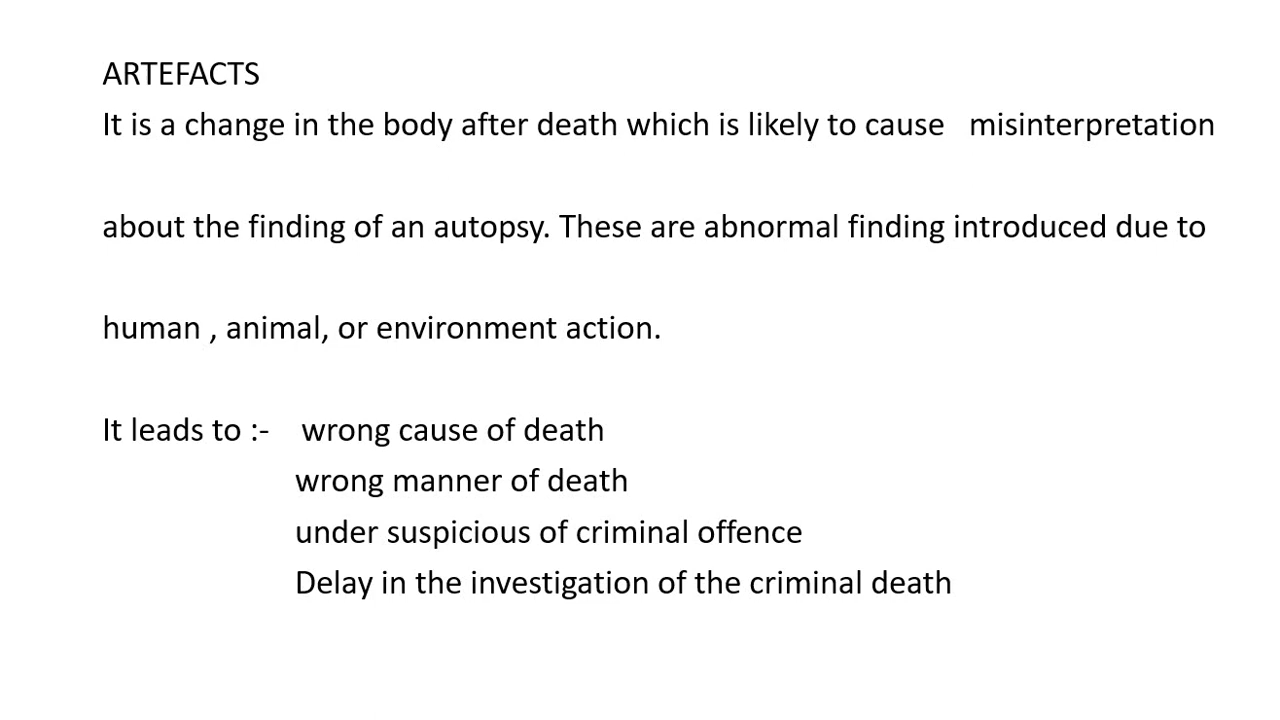 ARTEFACTS
It is a change in the body after death which is likely to cause   misinterpretation
about the finding of an autopsy. These are abnormal finding introduced due to
human , animal, or environment action.
It leads to :-    wrong cause of death
wrong manner of death
under suspicious of criminal offence
Delay in the investigation of the criminal death